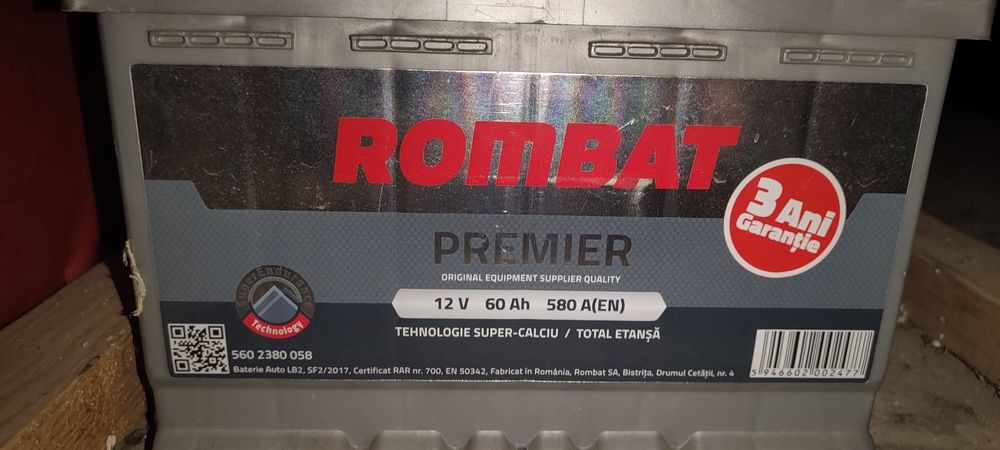 ROMBAT
3 Ani
Garanție
PREMIER
ORIGINAL EQUIPMENT SUPPLIER QUALITY
12 V 60 Ah 580 A(EN)
TEHNOLOGIE SUPER-CALCIU / TOTAL ETANȘĂ
SuperEndurance
Technology
560 2380 058
Baterie Auto LB2, SF2/2017, Certificat RAR nr. 700, EN 50342, Fabricat în România, Rombat SA, Bistrița, Drumul Cetății, nr. 4
5 946602 002477